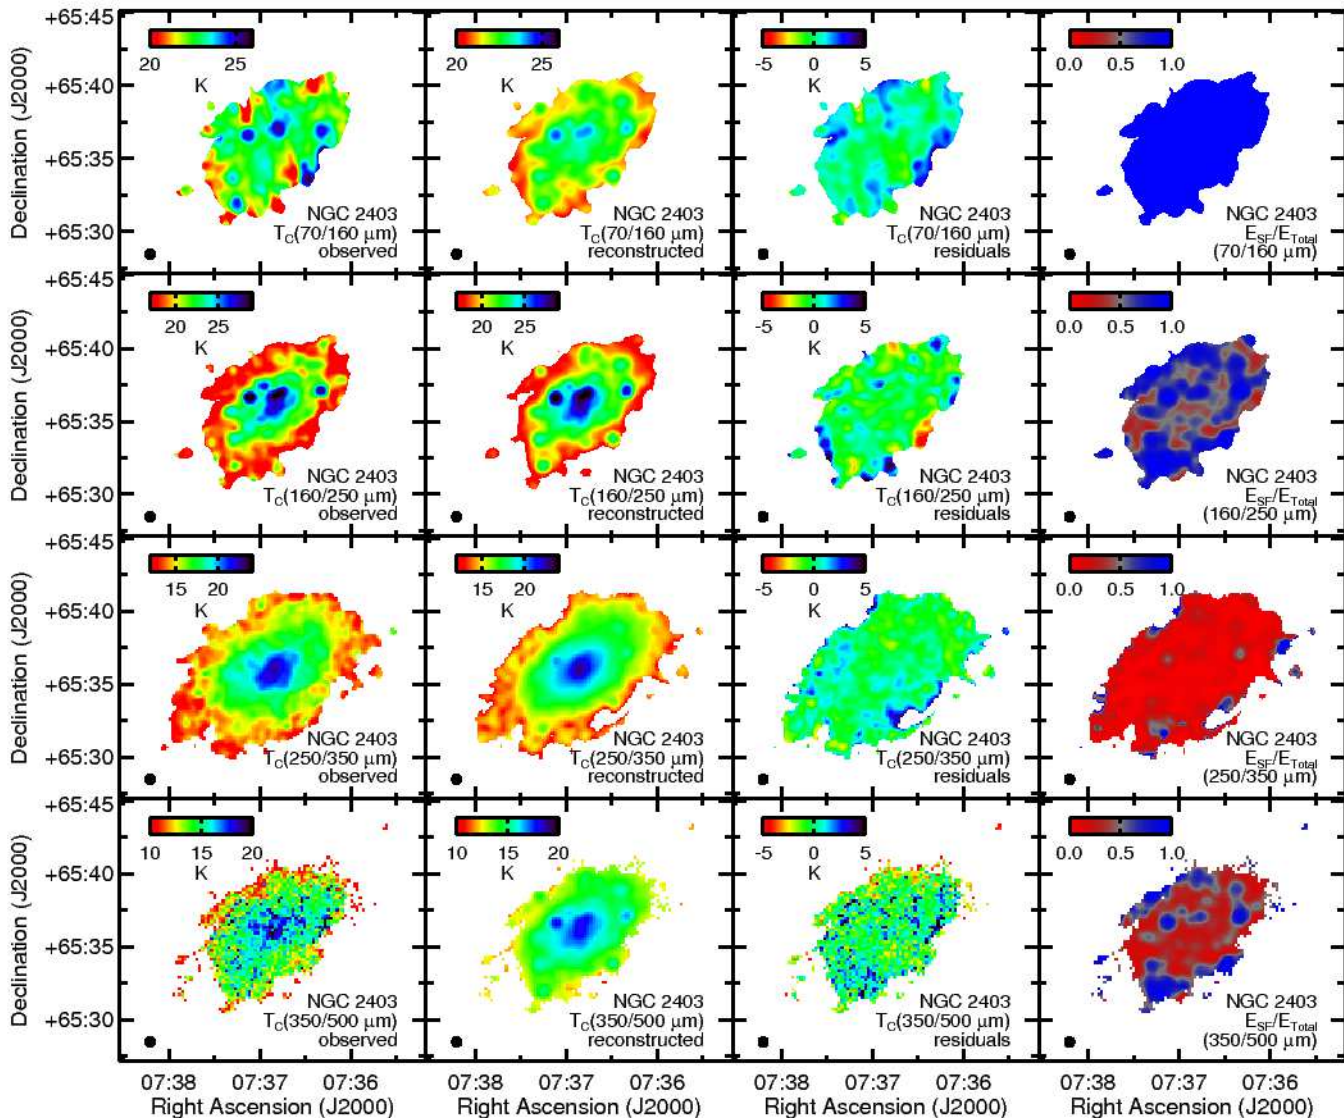 Declination (J2000)
+65:45
+65:40
+65:35
+65:30
20 25
K
NGC 2403
T_C(70/160 μm)
observed
20 25
K
NGC 2403
T_C(70/160 μm)
reconstructed
-5 0 5
K
NGC 2403
T_C(70/160 μm)
residuals
0.0 0.5 1.0
NGC 2403
E_SF/E_Total
(70/160 μm)
Declination (J2000)
+65:45
+65:40
+65:35
+65:30
20 25
K
NGC 2403
T_C(160/250 μm)
observed
20 25
K
NGC 2403
T_C(160/250 μm)
reconstructed
-5 0 5
K
NGC 2403
T_C(160/250 μm)
residuals
0.0 0.5 1.0
NGC 2403
E_SF/E_Total
(160/250 μm)
Declination (J2000)
+65:45
+65:40
+65:35
+65:30
15 20
K
NGC 2403
T_C(250/350 μm)
observed
15 20
K
NGC 2403
T_C(250/350 μm)
reconstructed
-5 0 5
K
NGC 2403
T_C(250/350 μm)
residuals
0.0 0.5 1.0
NGC 2403
E_SF/E_Total
(250/350 μm)
Declination (J2000)
+65:45
+65:40
+65:35
+65:30
10 15 20
K
NGC 2403
T_C(350/500 μm)
observed
10 15 20
K
NGC 2403
T_C(350/500 μm)
reconstructed
-5 0 5
K
NGC 2403
T_C(350/500 μm)
residuals
0.0 0.5 1.0
NGC 2403
E_SF/E_Total
(350/500 μm)
07:38 07:37 07:36
Right Ascension (J2000)
07:38 07:37 07:36
Right Ascension (J2000)
07:38 07:37 07:36
Right Ascension (J2000)
07:38 07:37 07:36
Right Ascension (J2000)